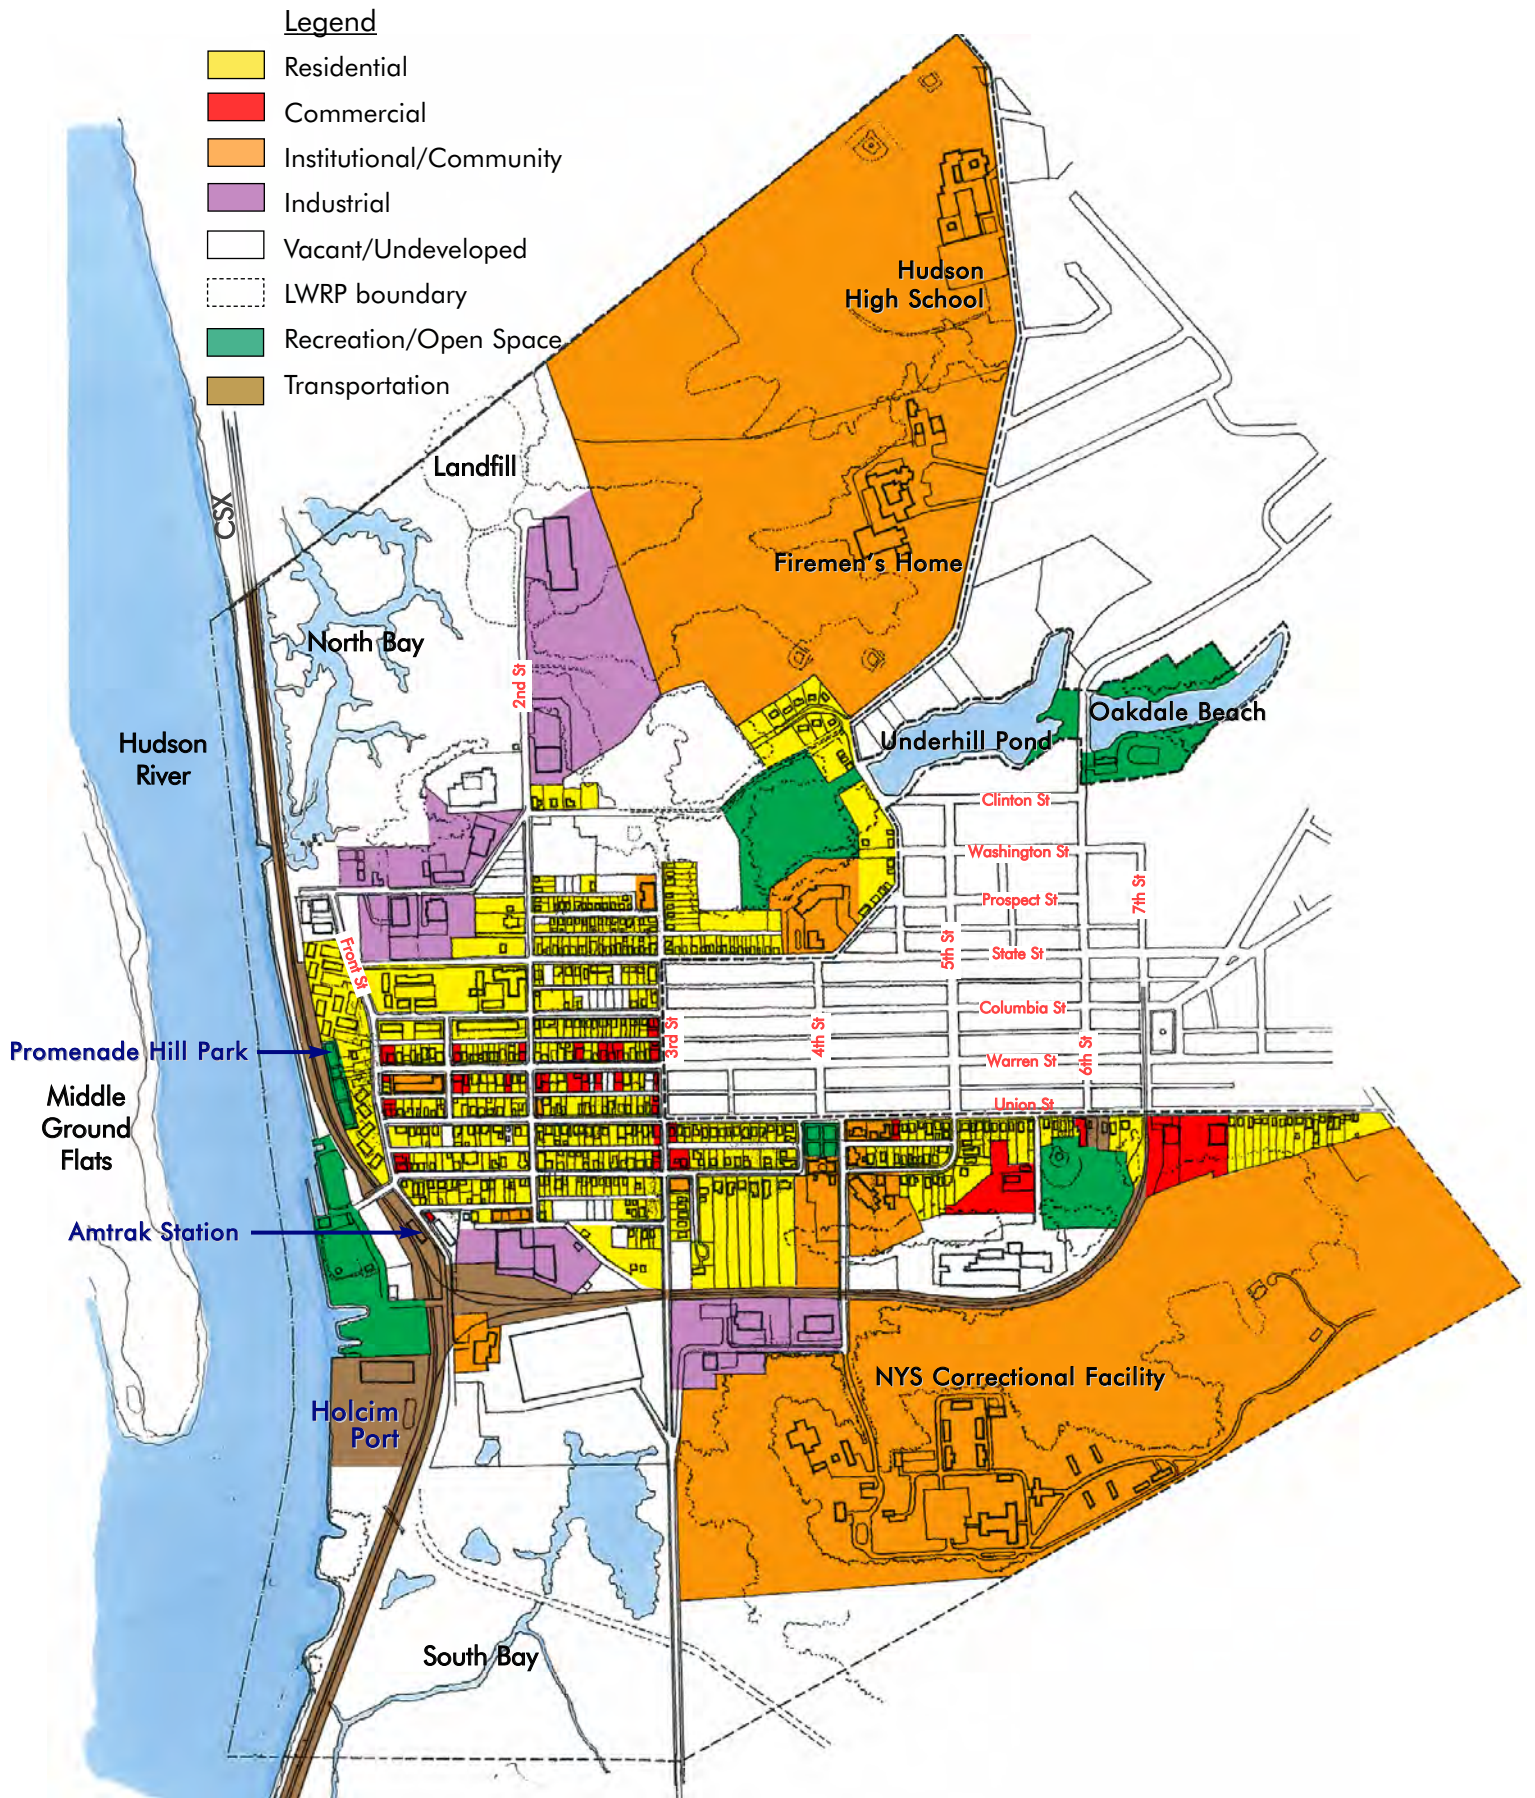 Legend
Residential
Commercial
Institutional/Community
Industrial
Vacant/Undeveloped
LWRP boundary
Recreation/Open Space
Transportation
Hudson
High School
Landfill
CSX
Firemen's Home
North Bay
2nd St
Oakdale Beach
Underhill Pond
Hudson
River
Clinton St
Washington St
Prospect St
7th St
5th St
State St
Front St
Columbia St
3rd St
4th St
6th St
Warren St
Union St
Promenade Hill Park
Middle
Ground
Flats
Amtrak Station
NYS Correctional Facility
Holcim
Port
South Bay